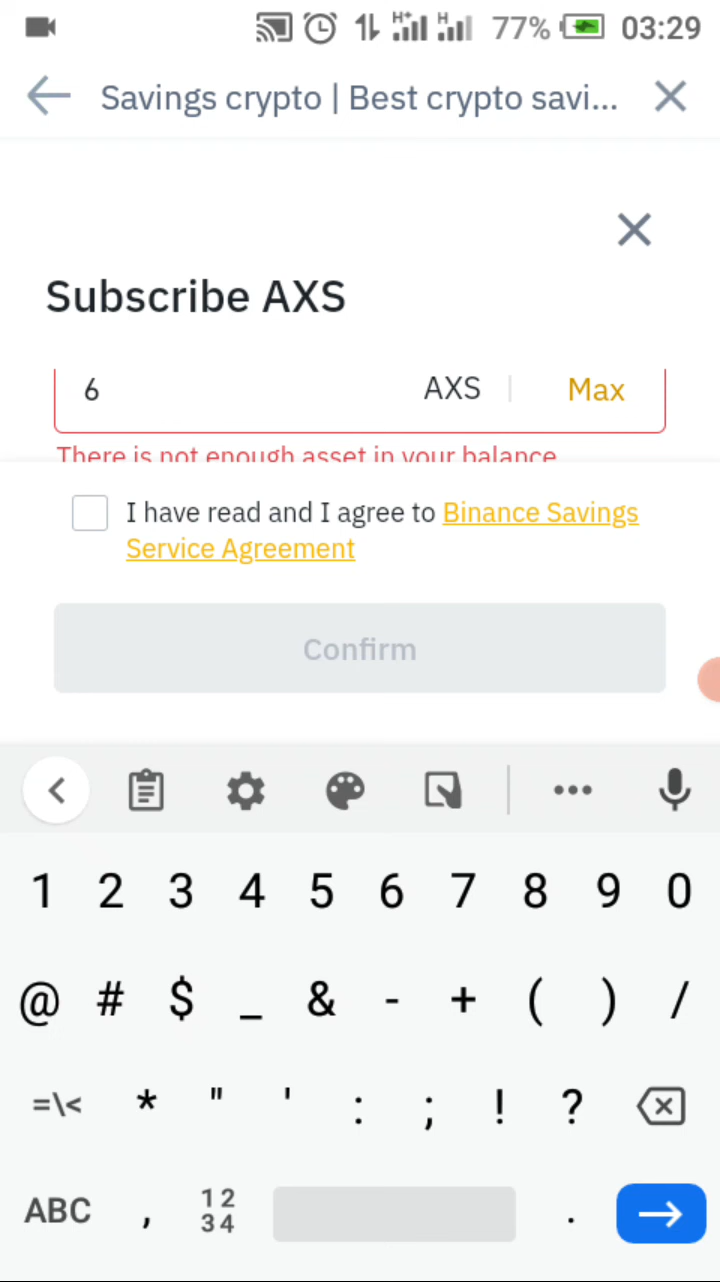 H+ H 77% 03:29
Savings crypto | Best crypto savi...
Subscribe AXS
6 AXS Max
There is not enough asset in your balance
I have read and I agree to Binance Savings
Service Agreement
Confirm
1 2 3 4 5 6 7 8 9 0
@ # $ _ & - + ( ) /
=\< * " ' : ; ! ?
ABC , 12 34 .